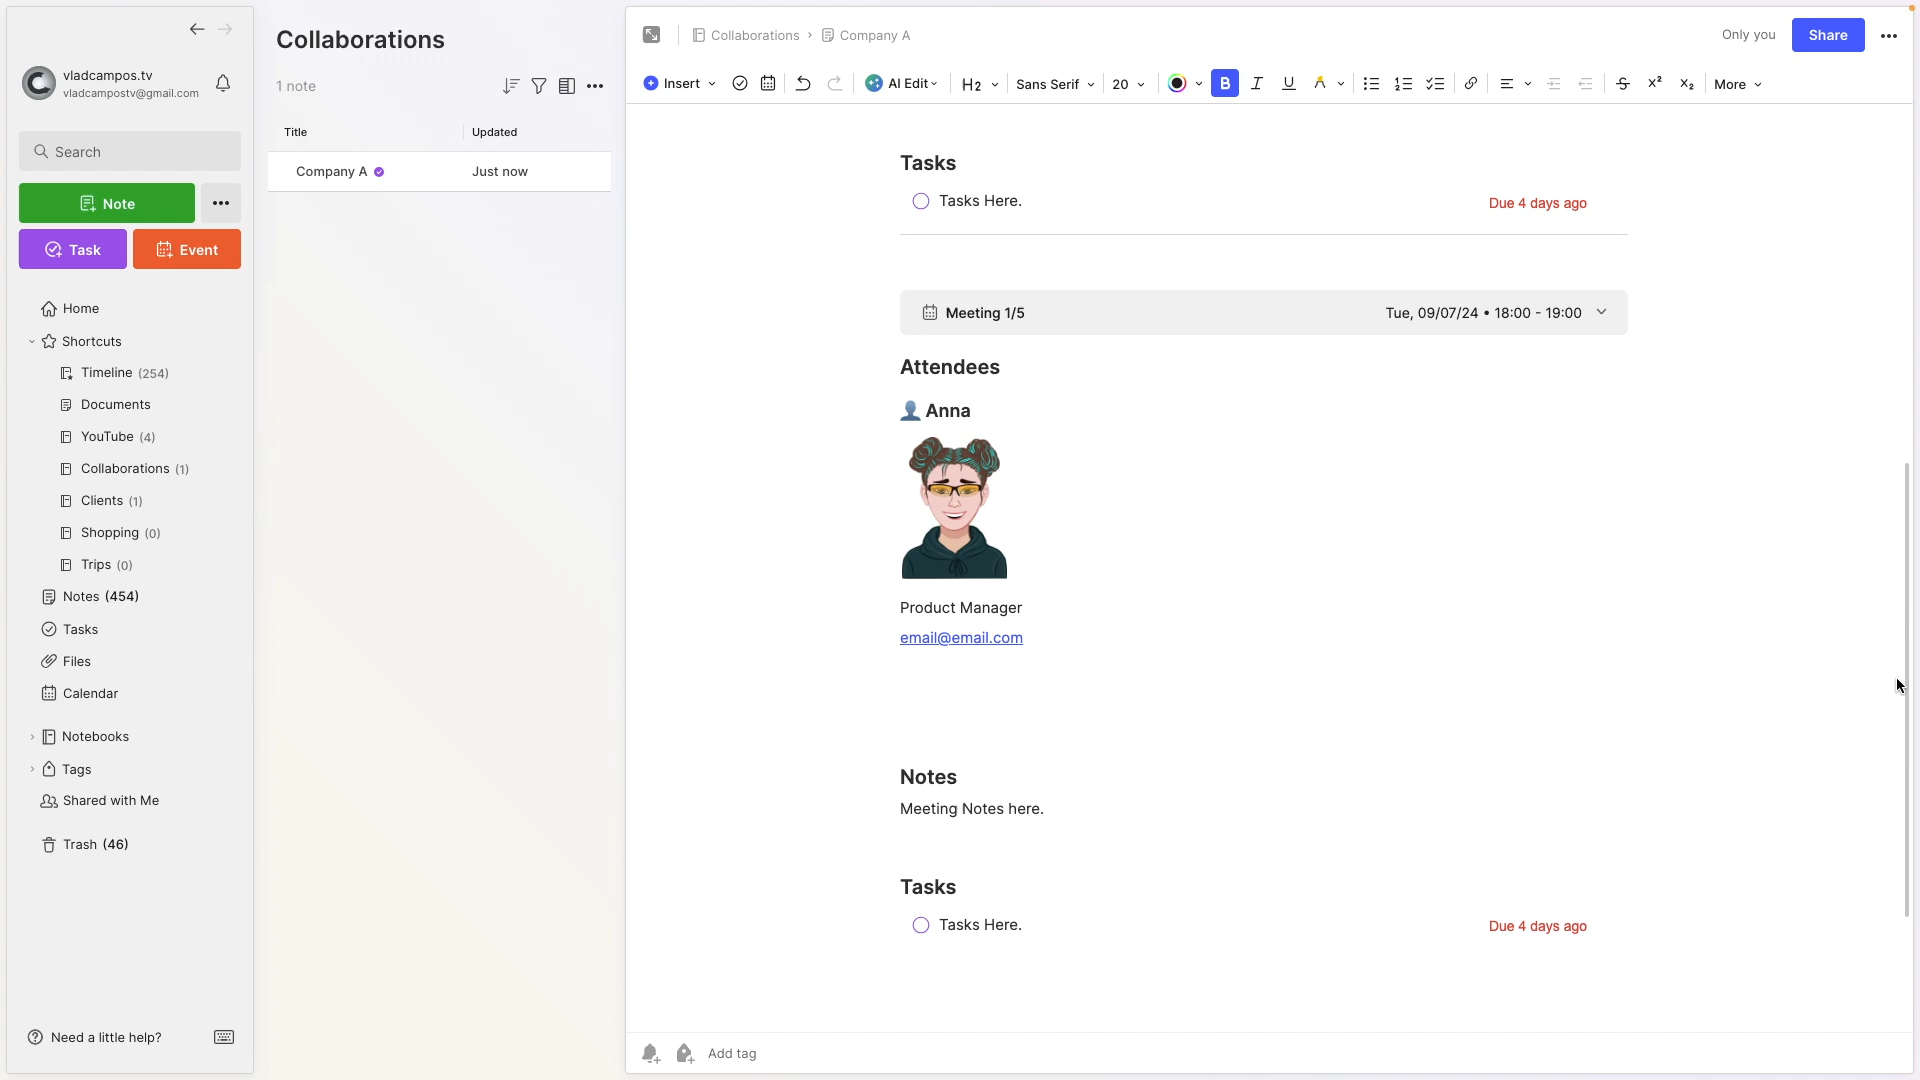 vladcampos.tv
vladcampostv@gmail.com
Search
Note
Task
Event
Home
Shortcuts
Timeline (254)
Documents
YouTube (4)
Collaborations (1)
Clients (1)
Shopping (0)
Trips (0)
Notes (454)
Tasks
Files
Calendar
Notebooks
Tags
Shared with Me
Trash (46)
Need a little help?
Collaborations
1 note
Title Updated
Company A Just now
Collaborations › Company A
Only you Share
Insert AI Edit H2 Sans Serif 20 B I U A S X² X₂ More
Tasks
Tasks Here. Due 4 days ago
Meeting 1/5 Tue, 09/07/24 • 18:00 - 19:00
Attendees
Anna
Product Manager
email@email.com
Notes
Meeting Notes here.
Tasks
Tasks Here. Due 4 days ago
Add tag